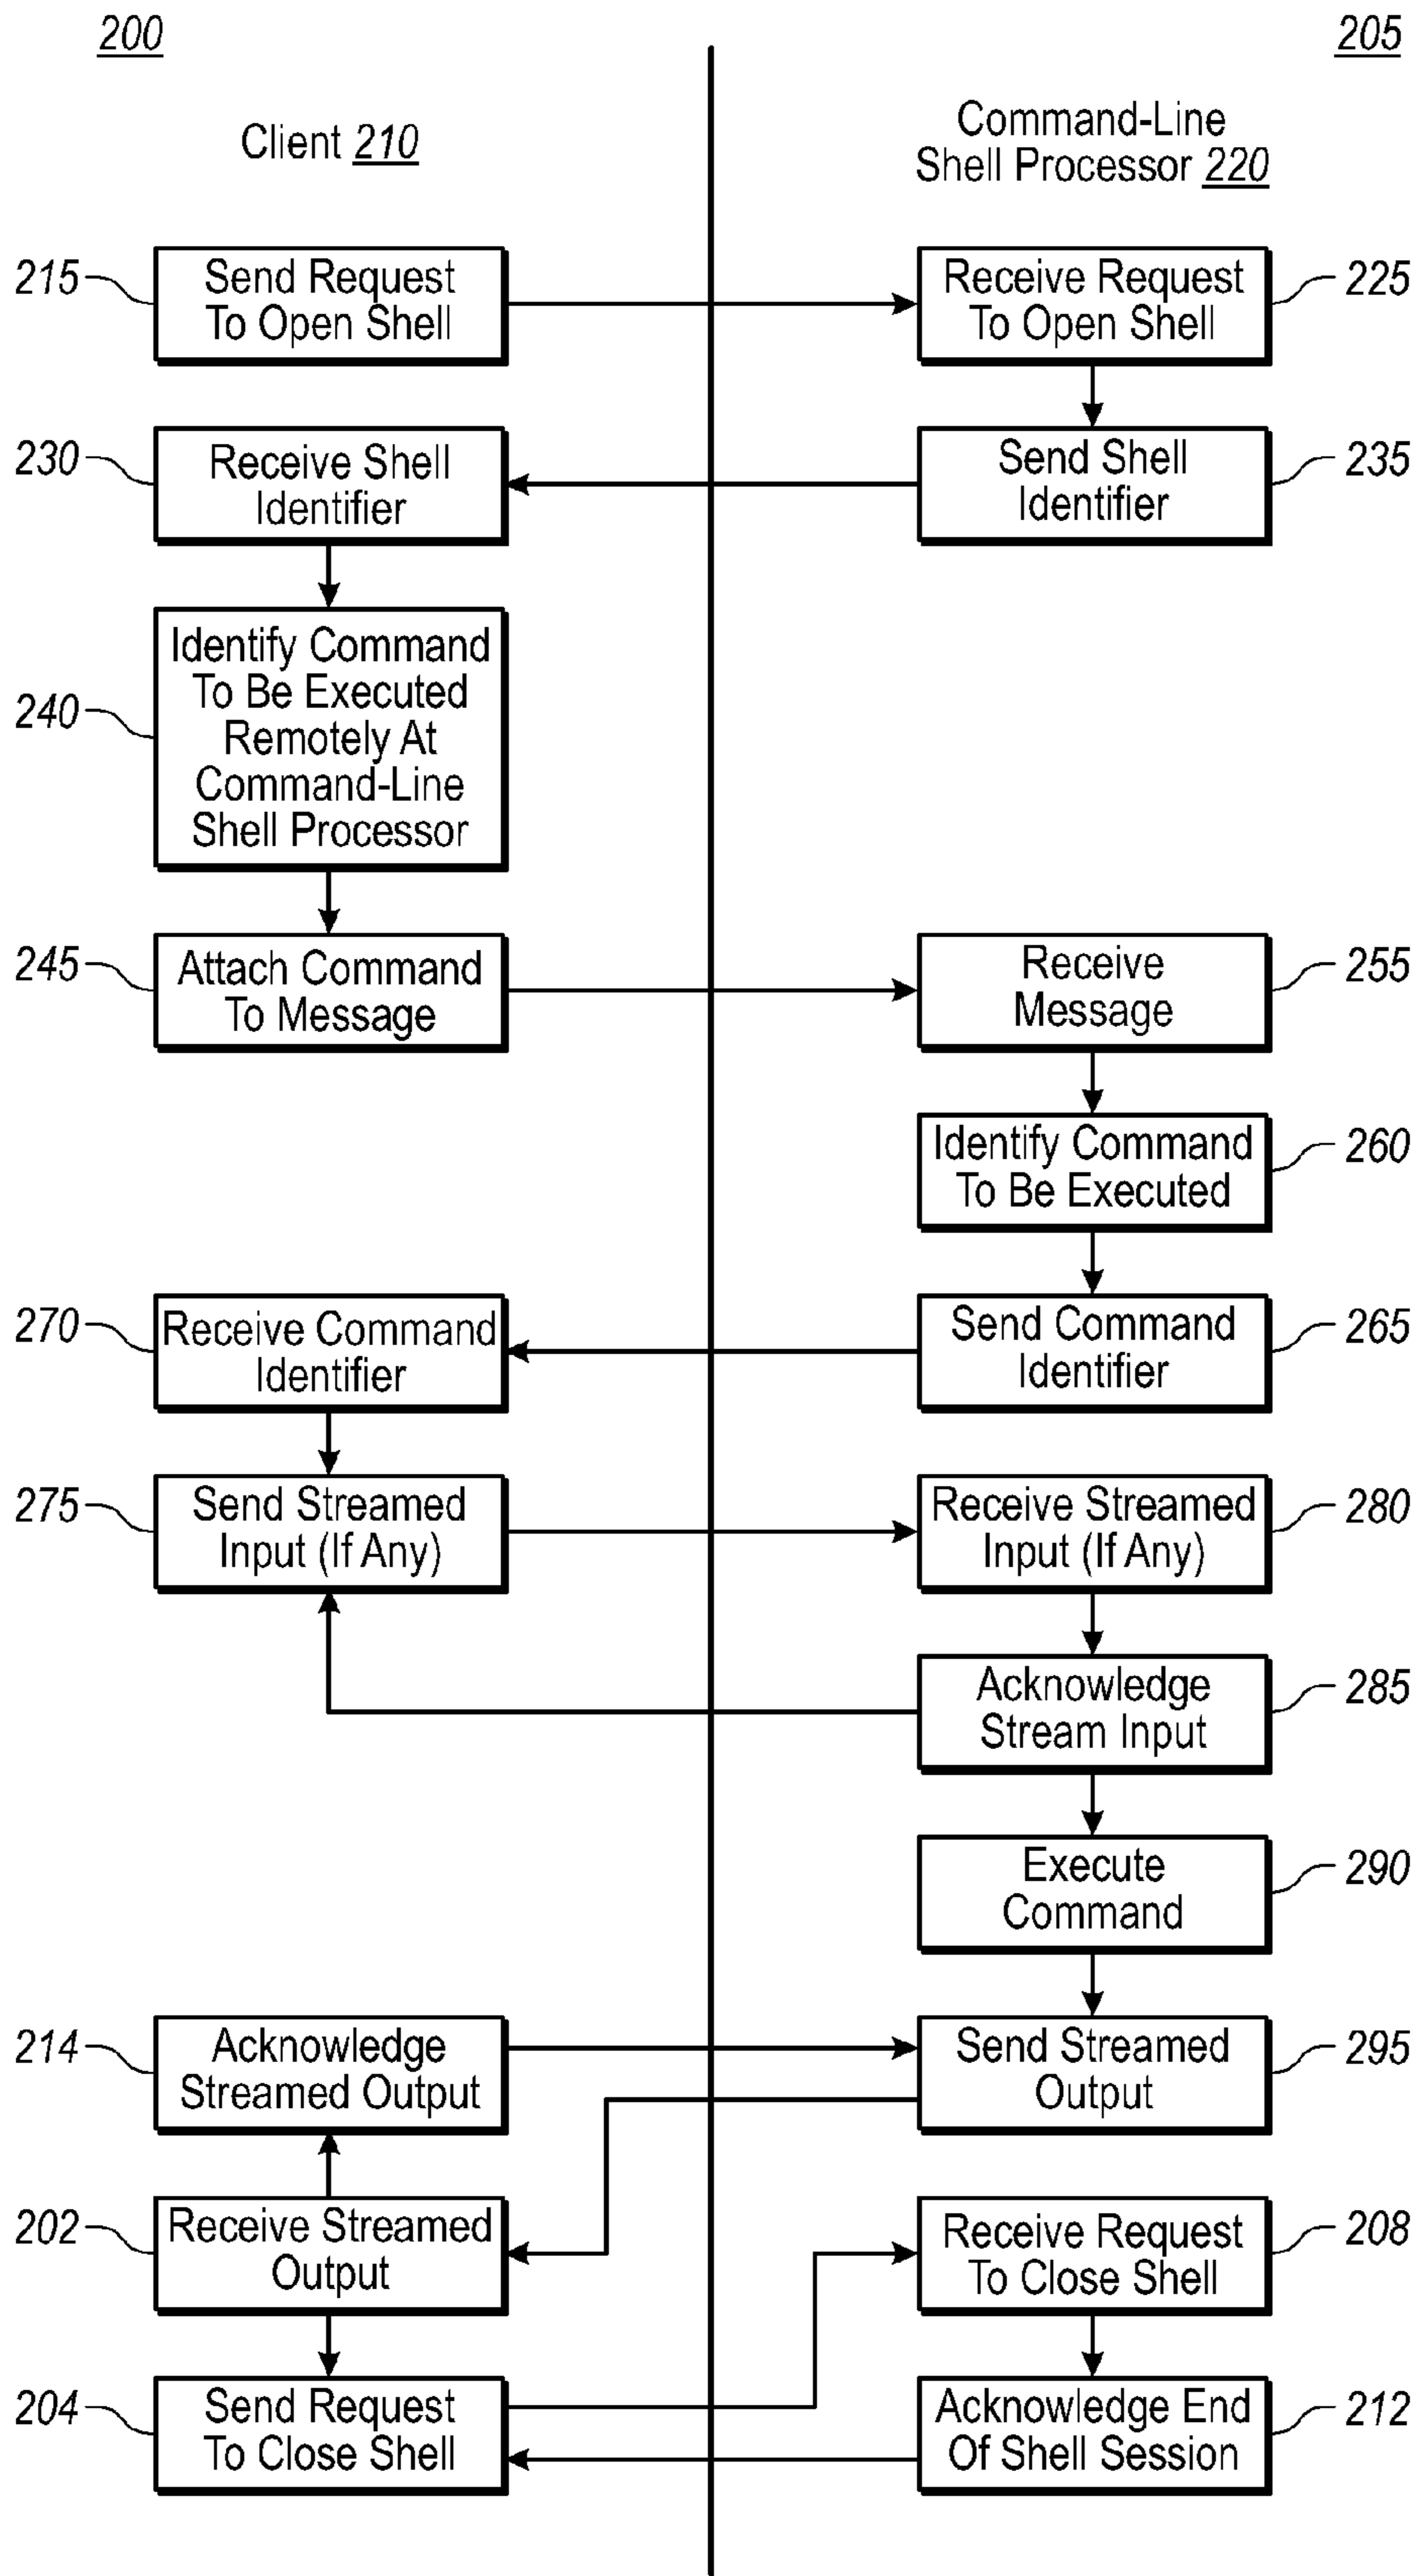 200
205
Client 210
Command-Line
Shell Processor 220
215
Send Request
To Open Shell
Receive Request
To Open Shell
225
230
Receive Shell
Identifier
Send Shell
Identifier
235
240
Identify Command
To Be Executed
Remotely At
Command-Line
Shell Processor
245
Attach Command
To Message
Receive
Message
255
Identify Command
To Be Executed
260
270
Receive Command
Identifier
Send Command
Identifier
265
275
Send Streamed
Input (If Any)
Receive Streamed
Input (If Any)
280
Acknowledge
Stream Input
285
Execute
Command
290
214
Acknowledge
Streamed Output
Send Streamed
Output
295
202
Receive Streamed
Output
Receive Request
To Close Shell
208
204
Send Request
To Close Shell
Acknowledge End
Of Shell Session
212